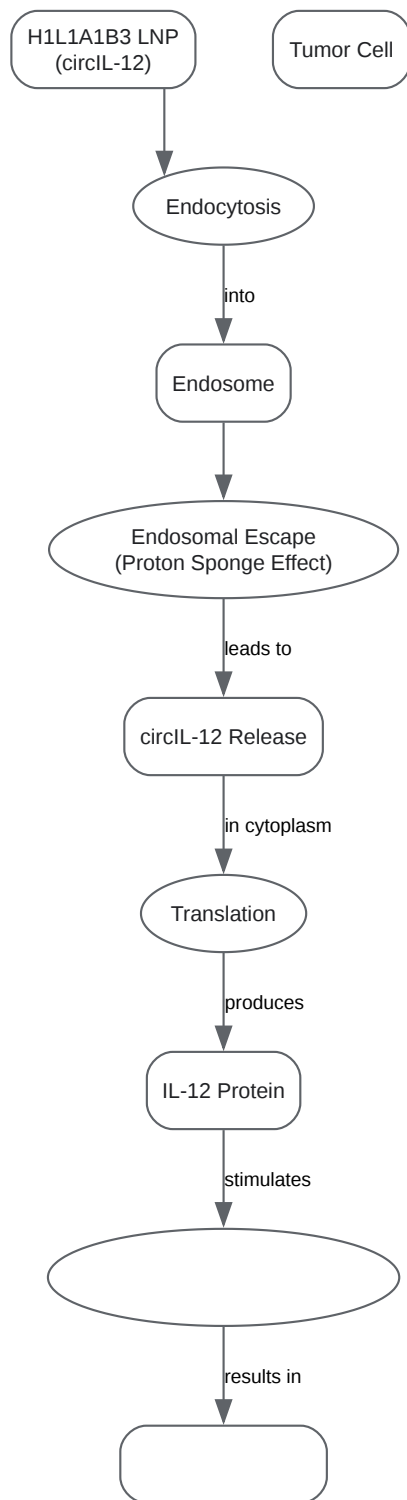 H1L1A1B3 LNP
(circIL-12)
Tumor Cell
Endocytosis
into
Endosome
Endosomal Escape
(Proton Sponge Effect)
leads to
circIL-12 Release
in cytoplasm
Translation
produces
IL-12 Protein
stimulates
results in